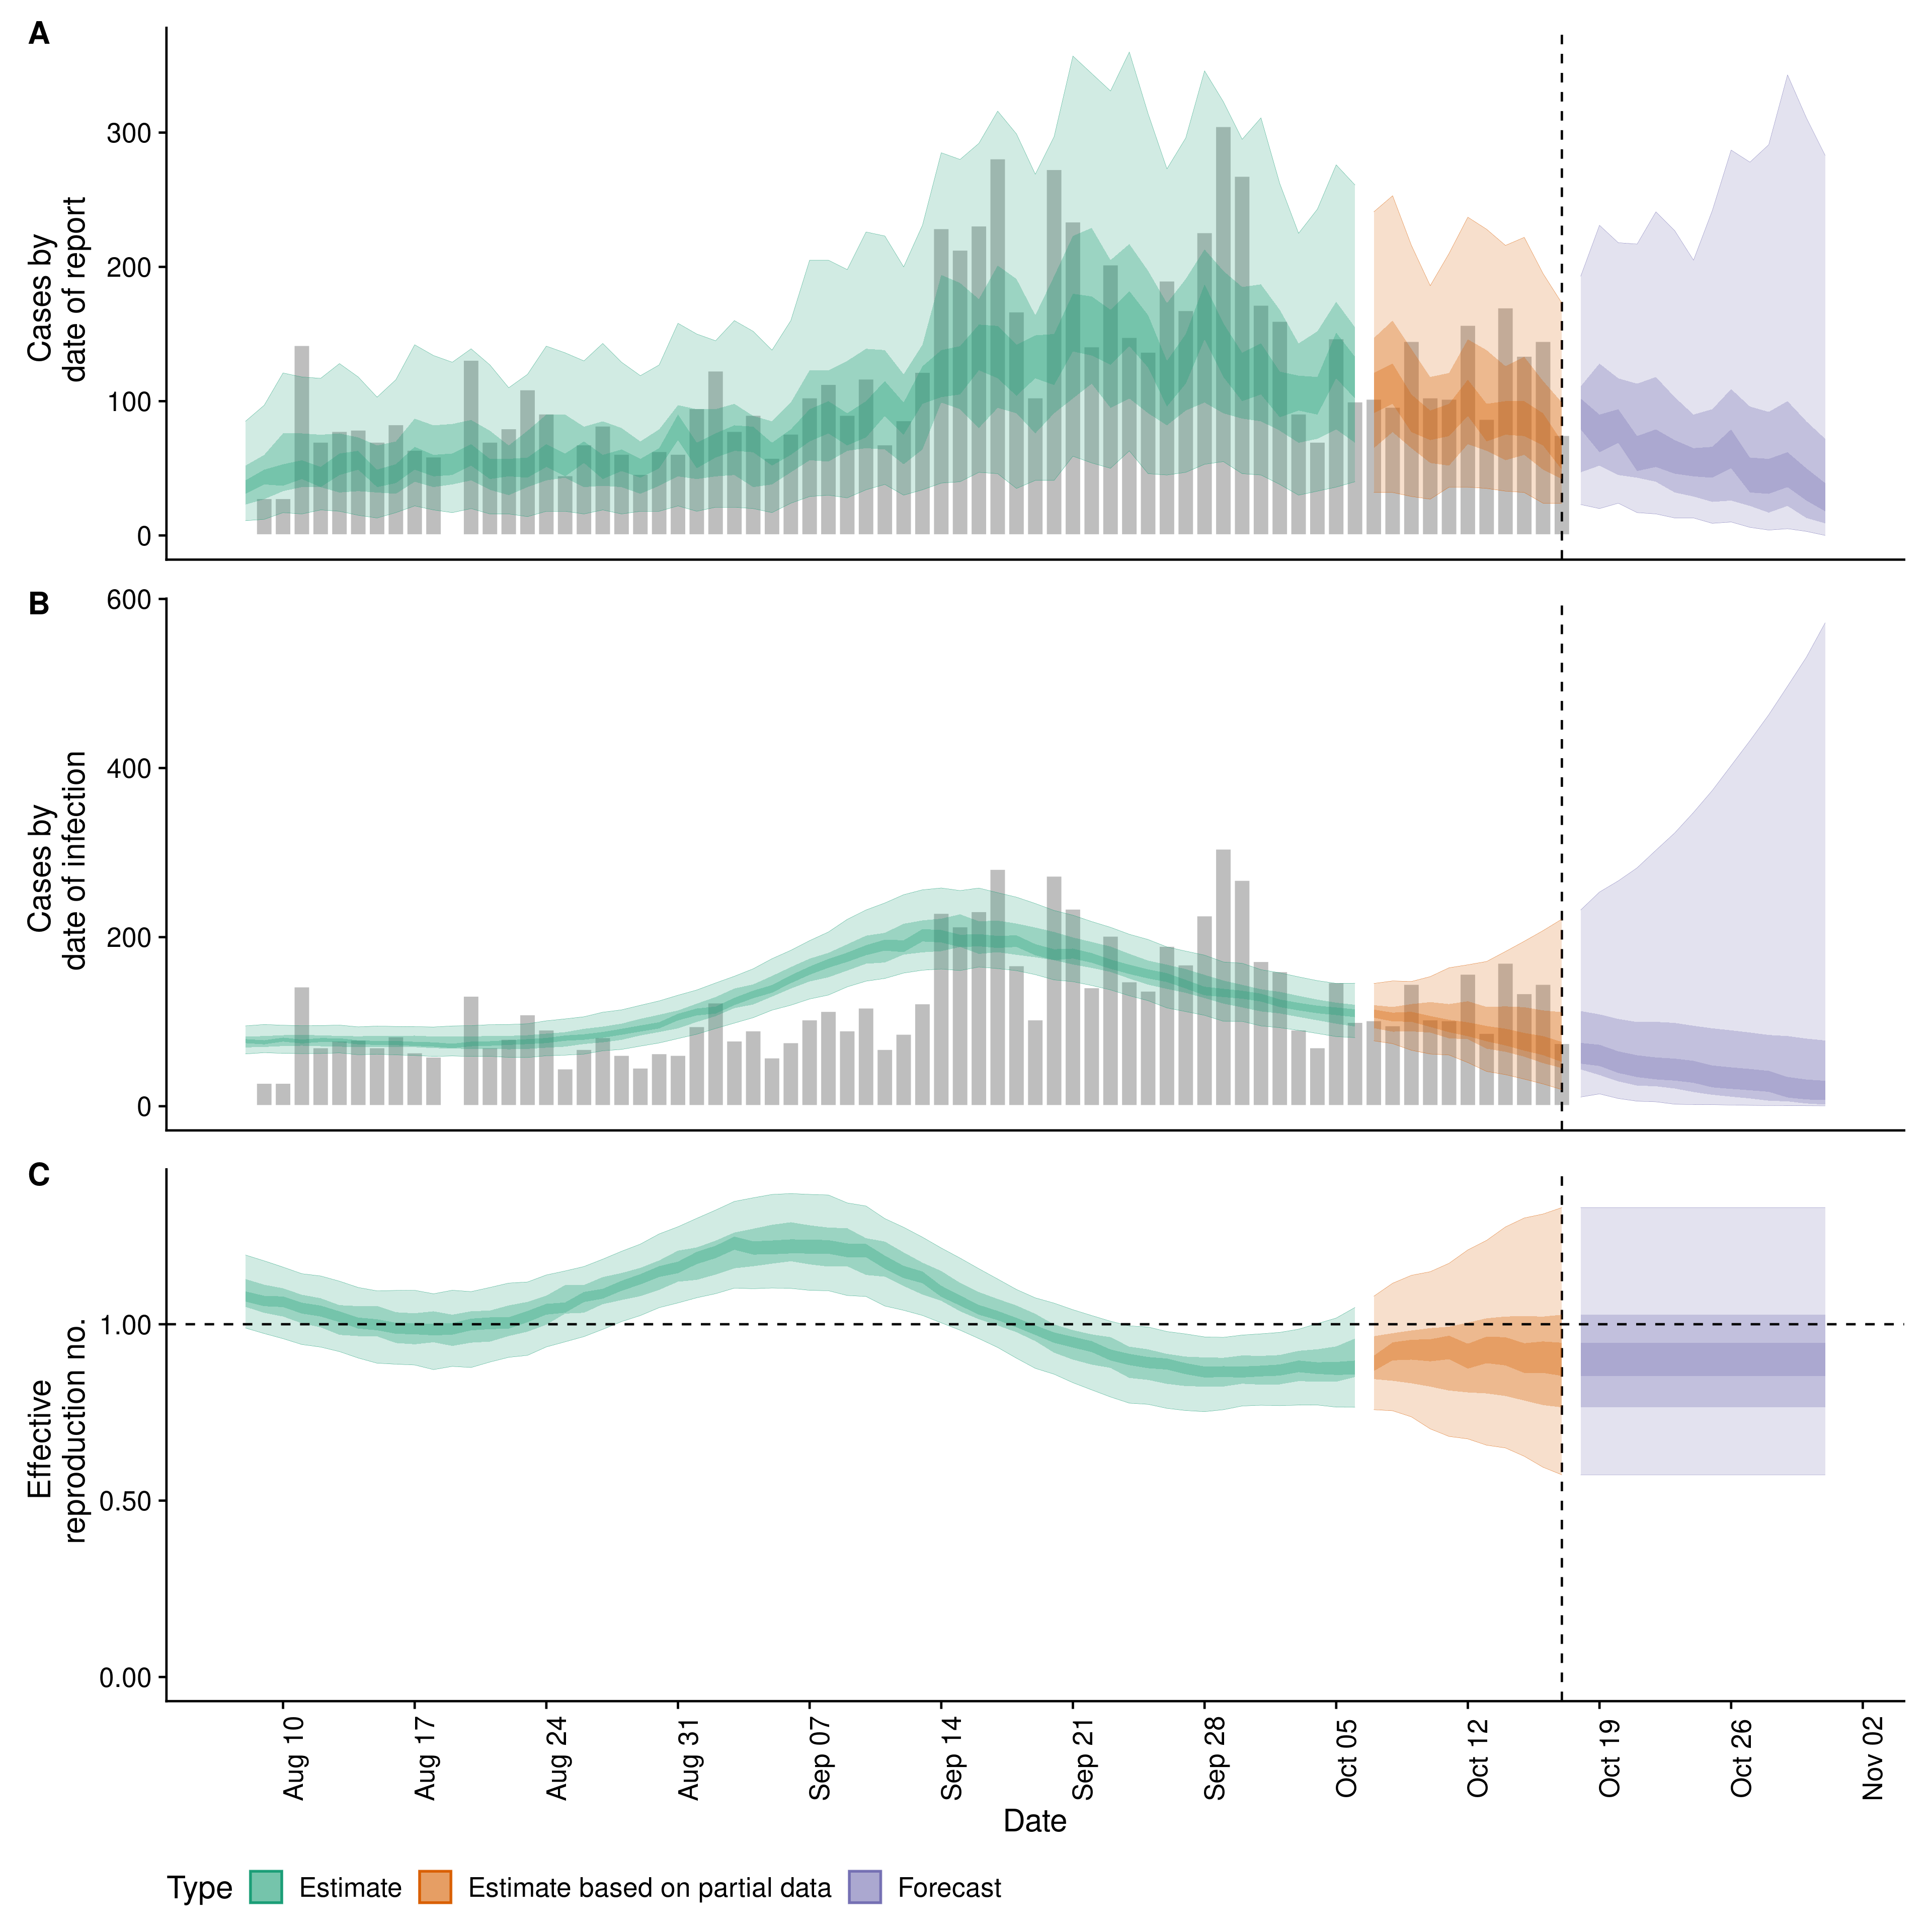 A
Cases by
date of report
300
200
100
0
B
Cases by
date of infection
600
400
200
0
C
Effective
reproduction no.
1.00
0.50
0.00
Aug 10
Aug 17
Aug 24
Aug 31
Sep 07
Sep 14
Sep 21
Sep 28
Oct 05
Oct 12
Oct 19
Oct 26
Nov 02
Date
Type Estimate Estimate based on partial data Forecast